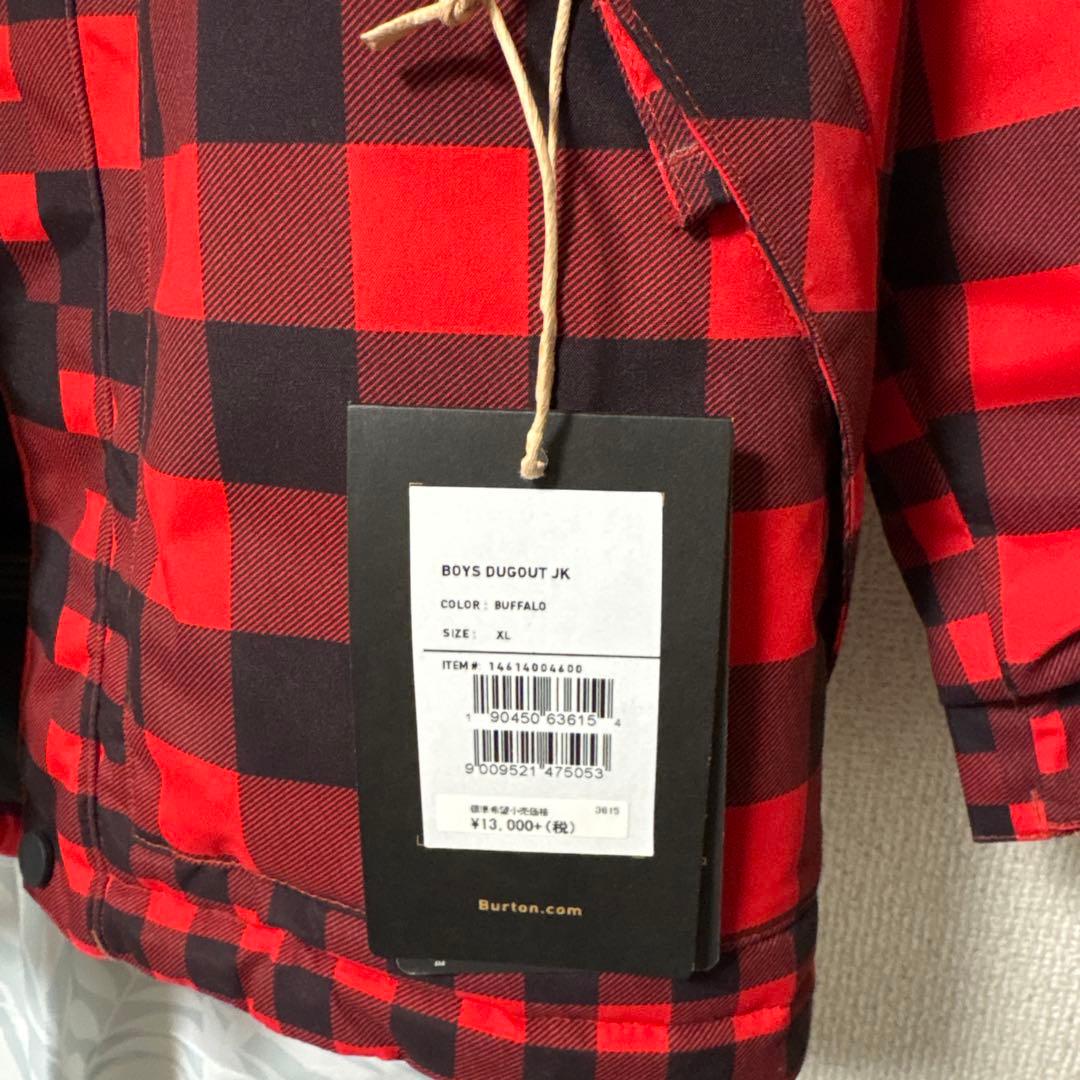 BOYS DUGOUT JK
COLOR: BUFFALO
SIZE: XL
ITEM#: 14614004600
1 90450 63615 4
9 009521 475053
標準希望小売価格 3615
¥13,000+(税)
Burton.com